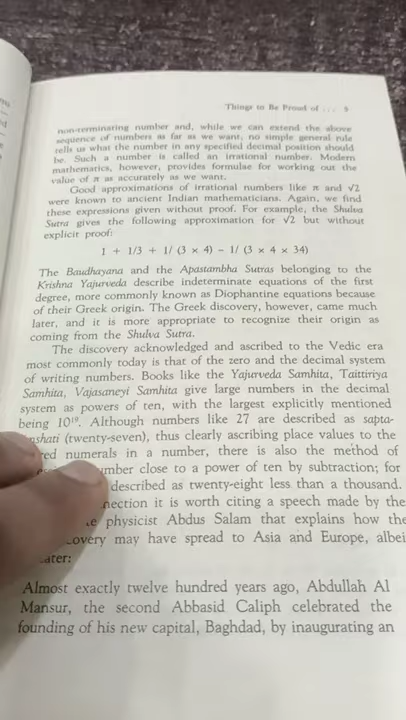 Things to Be Proud of . . . 9
non-terminating number and, while we can extend the above
sequence of numbers as far as we want, no simple general rule
tells us what the number in any specified decimal position should
be. Such a number is called an irrational number. Modern
mathematics, however, provides formulae for working out the
value of π as accurately as we want.
Good approximations of irrational numbers like π and √2
were known to ancient Indian mathematicians. Again, we find
these expressions given without proof. For example, the Shulva
Sutra gives the following approximation for √2 but without
explicit proof:
1 + 1/3 + 1/ (3 x 4) – 1/ (3 x 4 x 34)
The Baudhayana and the Apastambha Sutras belonging to the
Krishna Yajurveda describe indeterminate equations of the first
degree, more commonly known as Diophantine equations because
of their Greek origin. The Greek discovery, however, came much
later, and it is more appropriate to recognize their origin as
coming from the Shulva Sutra.
The discovery acknowledged and ascribed to the Vedic era
most commonly today is that of the zero and the decimal system
of writing numbers. Books like the Yajurveda Samhita, Taittiriya
Samhita, Vajasaneyi Samhita give large numbers in the decimal
system as powers of ten, with the largest explicitly mentioned
being 10¹⁹. Although numbers like 27 are described as sapta-
(twenty-seven), thus clearly ascribing place values to the
numerals in a number, there is also the method of
close to a power of ten by subtraction; for
described as twenty-eight less than a thousand.
it is worth citing a speech made by the
physicist Abdus Salam that explains how the
may have spread to Asia and Europe, albei
Almost exactly twelve hundred years ago, Abdullah Al
Mansur, the second Abbasid Caliph celebrated the
founding of his new capital, Baghdad, by inaugurating an